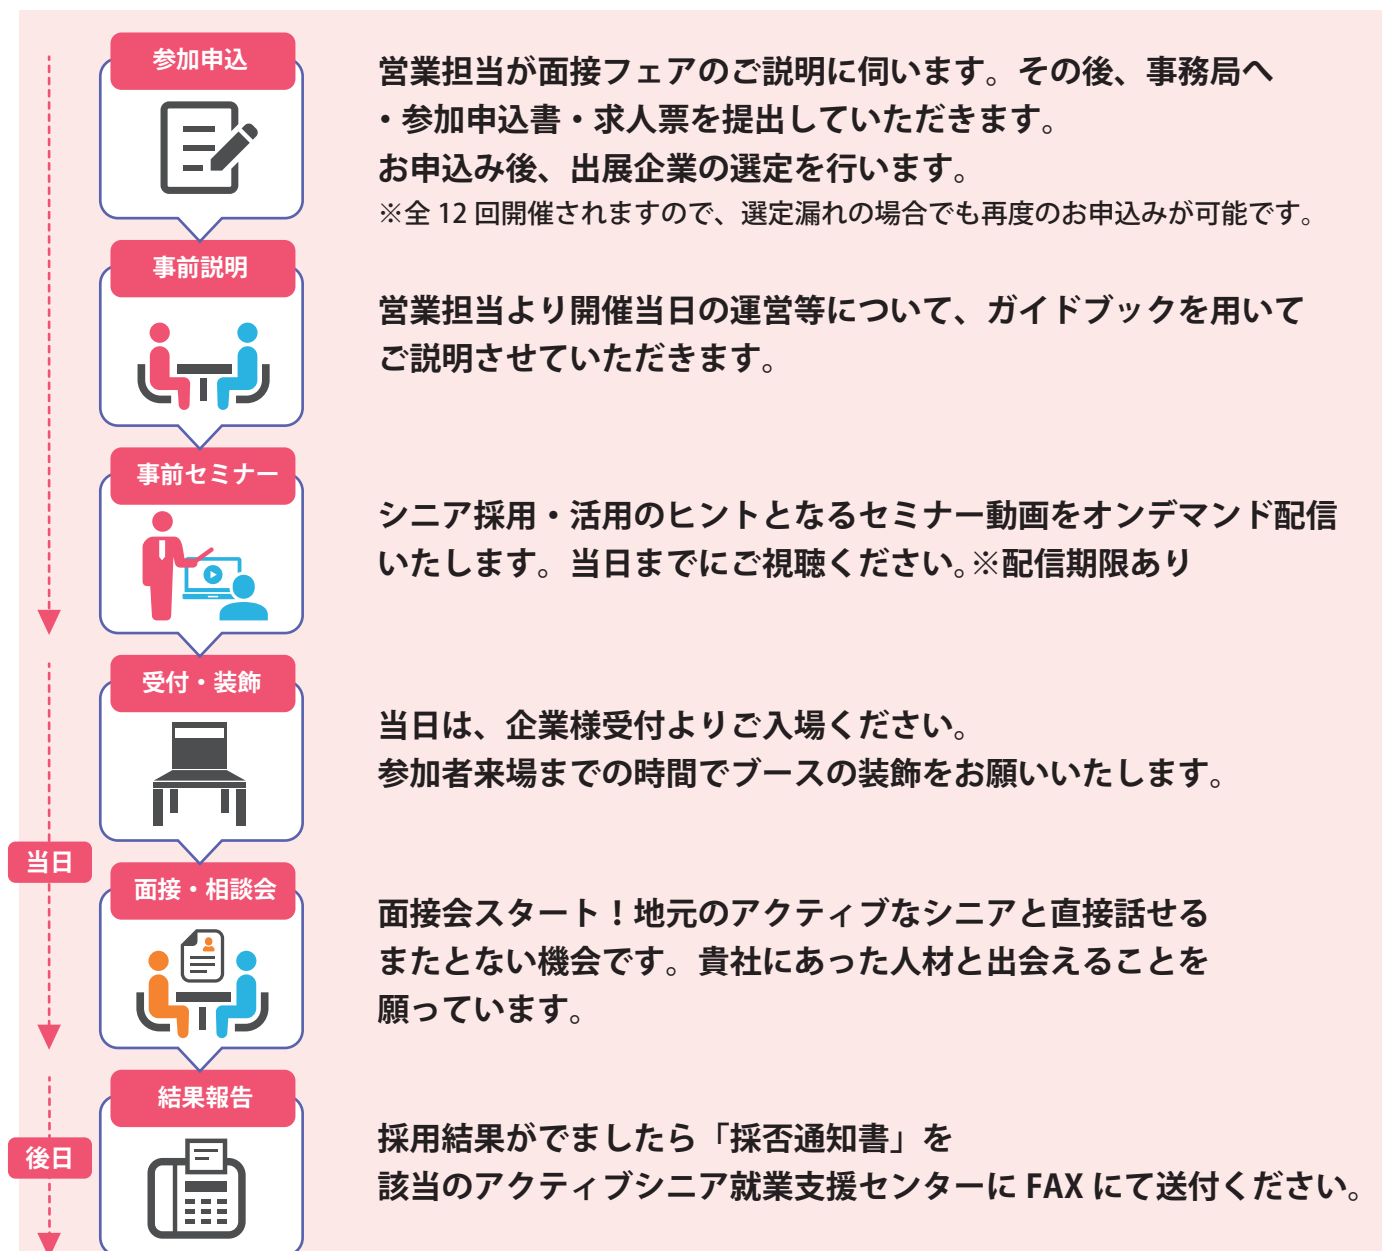 参加申込
営業担当が面接フェアのご説明に伺います。その後、事務局へ
・参加申込書・求人票を提出していただきます。
お申込み後、出展企業の選定を行います。
※全 12 回開催されますので、選定漏れの場合でも再度のお申込みが可能です。
事前説明
営業担当より開催当日の運営等について、ガイドブックを用いて
ご説明させていただきます。
事前セミナー
シニア採用・活用のヒントとなるセミナー動画をオンデマンド配信
いたします。当日までにご視聴ください。※配信期限あり
受付・装飾
当日は、企業様受付よりご入場ください。
参加者来場までの時間でブースの装飾をお願いいたします。
当日
面接・相談会
面接会スタート！地元のアクティブなシニアと直接話せる
またとない機会です。貴社にあった人材と出会えることを
願っています。
結果報告
後日
採用結果がでましたら「採否通知書」を
該当のアクティブシニア就業支援センターに FAX にて送付ください。